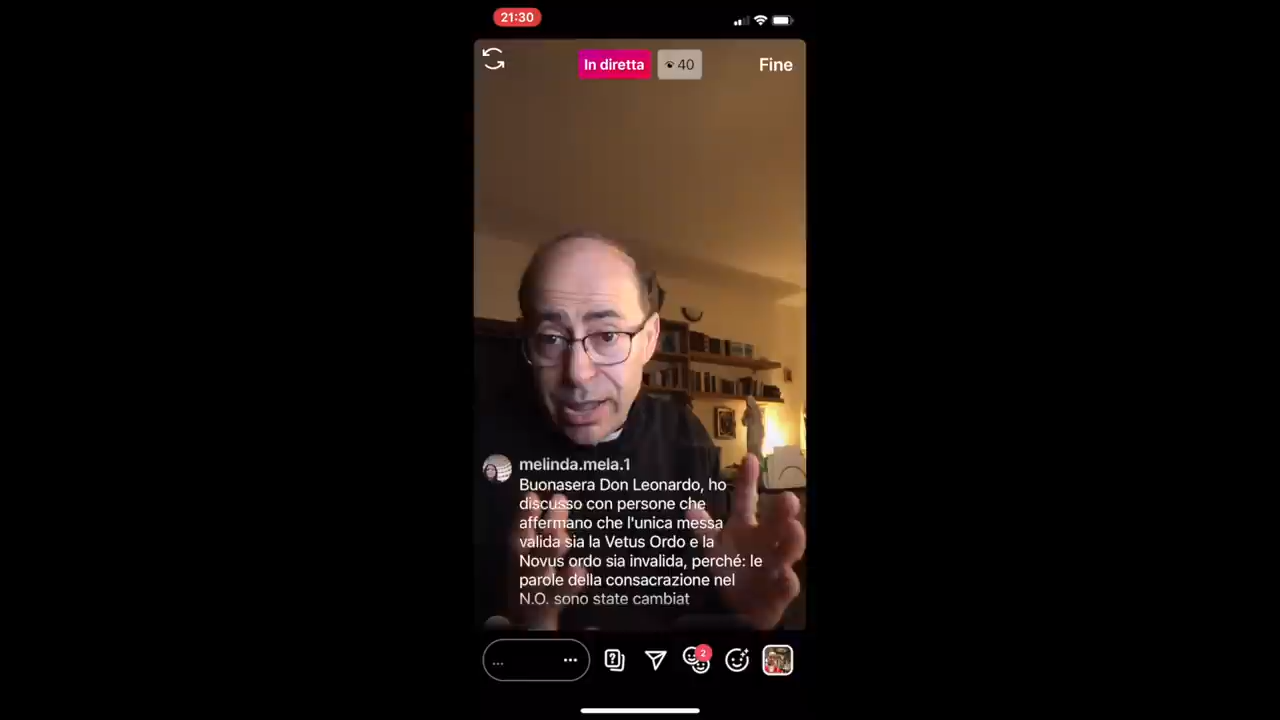 21:30
In diretta
40
Fine
melinda.mela.1
Buonasera Don Leonardo, ho
discusso con persone che
affermano che l'unica messa
valida sia la Vetus Ordo e la
Novus ordo sia invalida, perché: le
parole della consacrazione nel
N.O. sono state cambiat
...
2